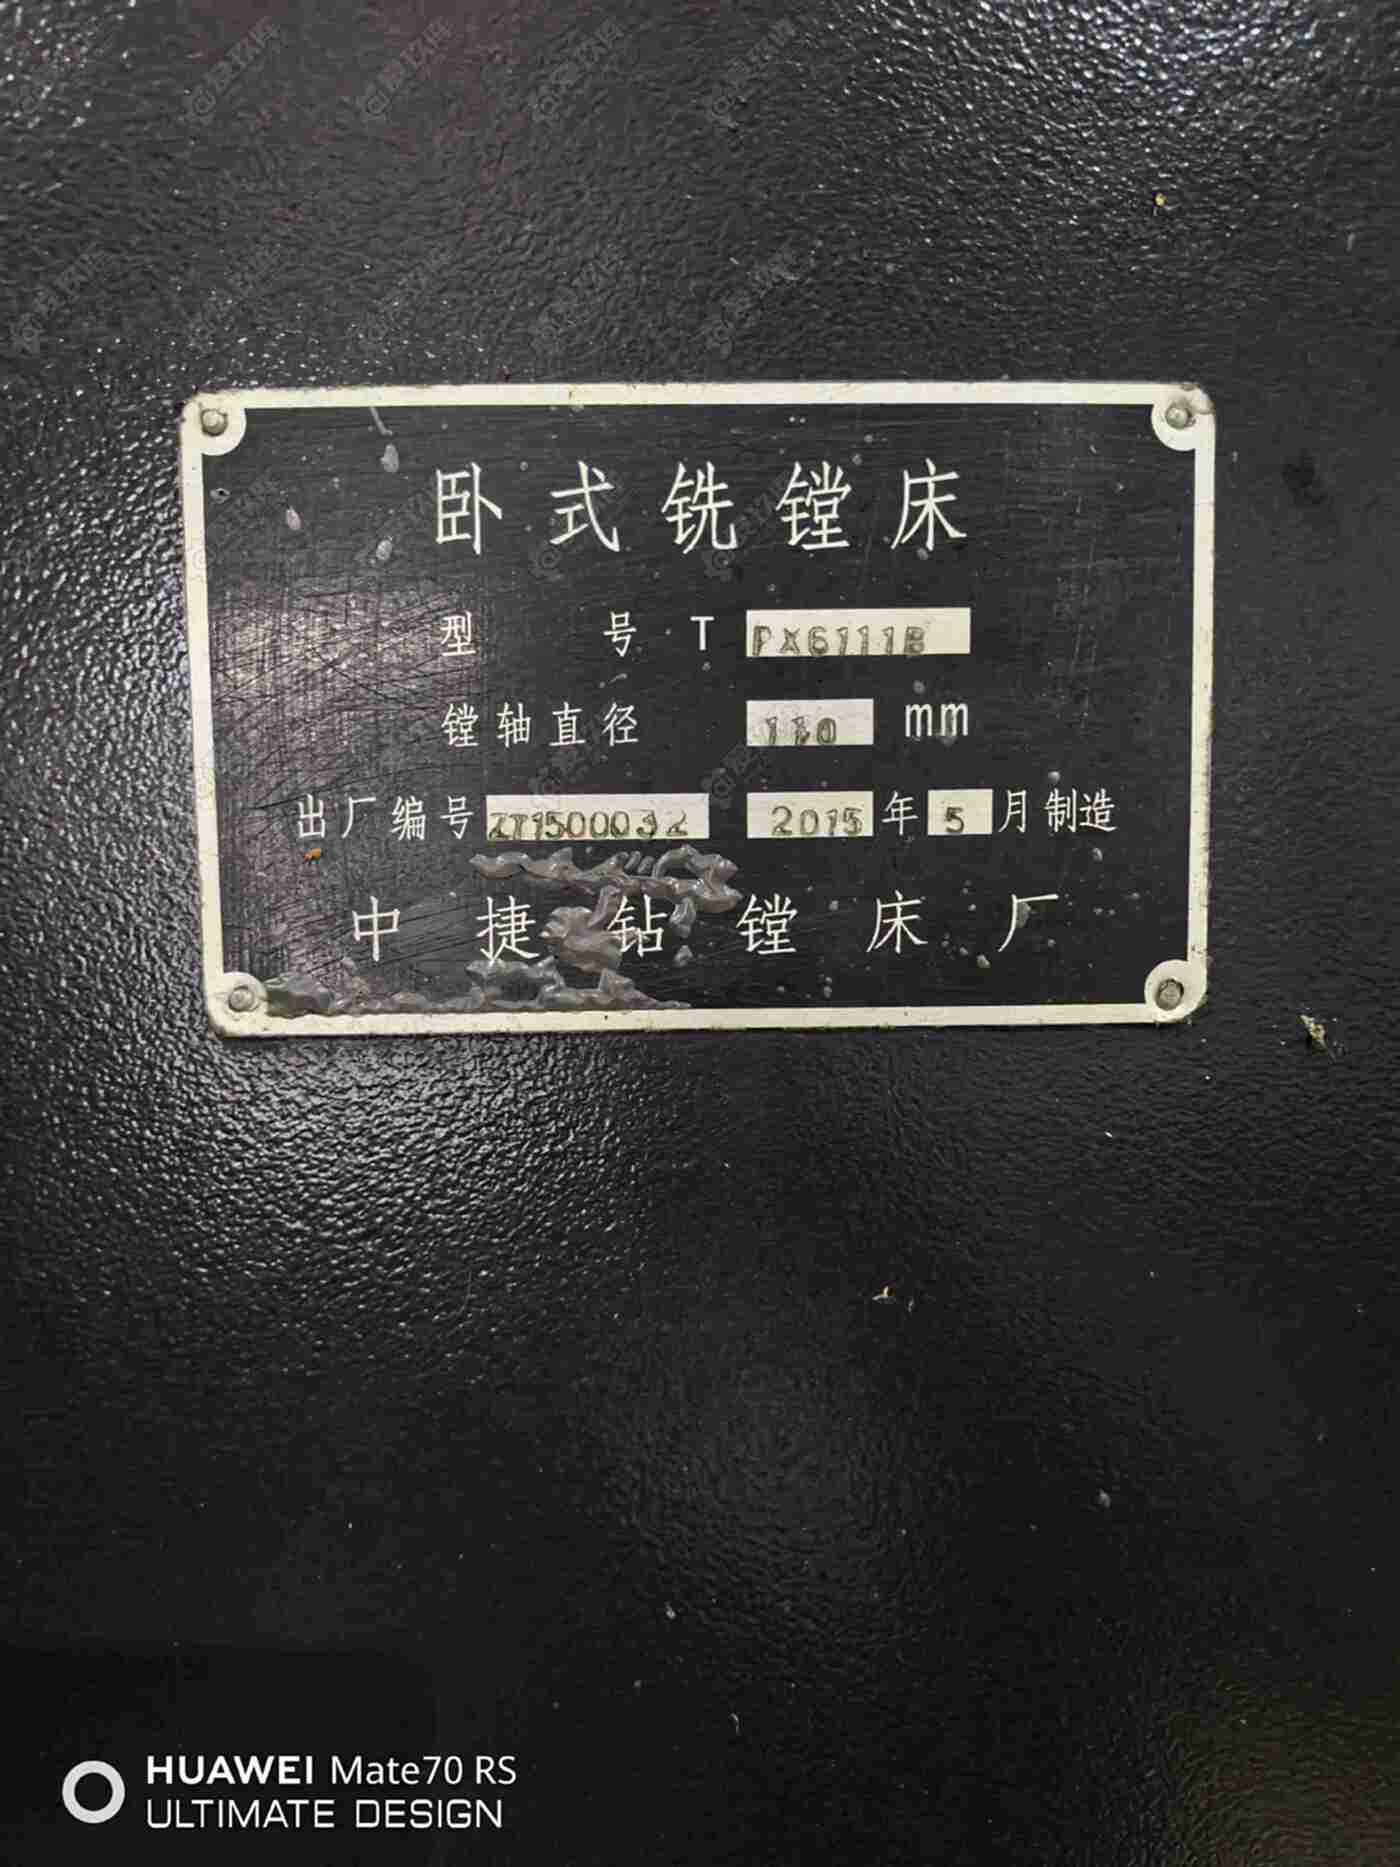 卧式铣镗床
型号 T PX6111B
镗轴直径 110 mm
出厂编号 ZT1500032 2015 年 5 月制造
中捷钻镗床厂
HUAWEI Mate70 RS
ULTIMATE DESIGN